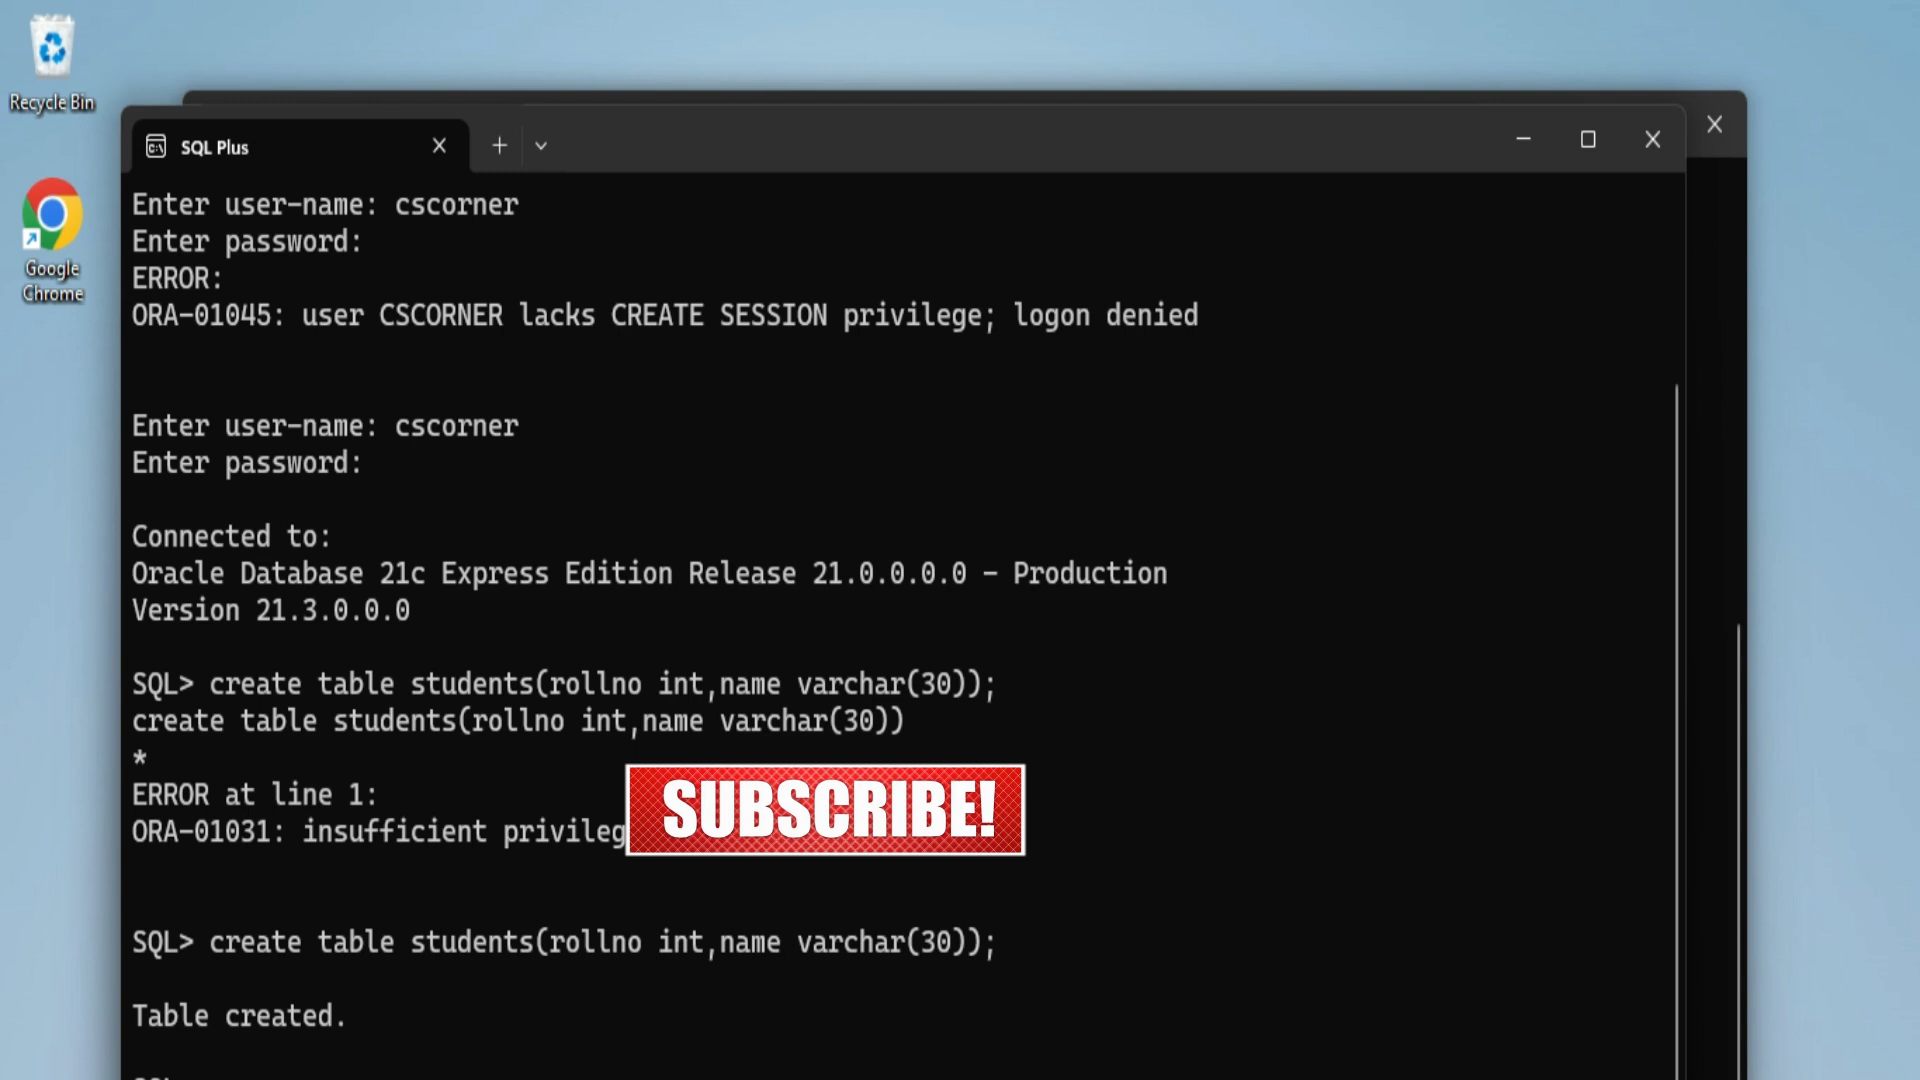 Recycle Bin
Google
Chrome
SQL Plus
Enter user-name: cscorner
Enter password:
ERROR:
ORA-01045: user CSCORNER lacks CREATE SESSION privilege; logon denied
Enter user-name: cscorner
Enter password:
Connected to:
Oracle Database 21c Express Edition Release 21.0.0.0.0 - Production
Version 21.3.0.0.0
SQL> create table students(rollno int,name varchar(30));
create table students(rollno int,name varchar(30))
*
ERROR at line 1:
ORA-01031: insufficient privileg
SUBSCRIBE!
SQL> create table students(rollno int,name varchar(30));
Table created.